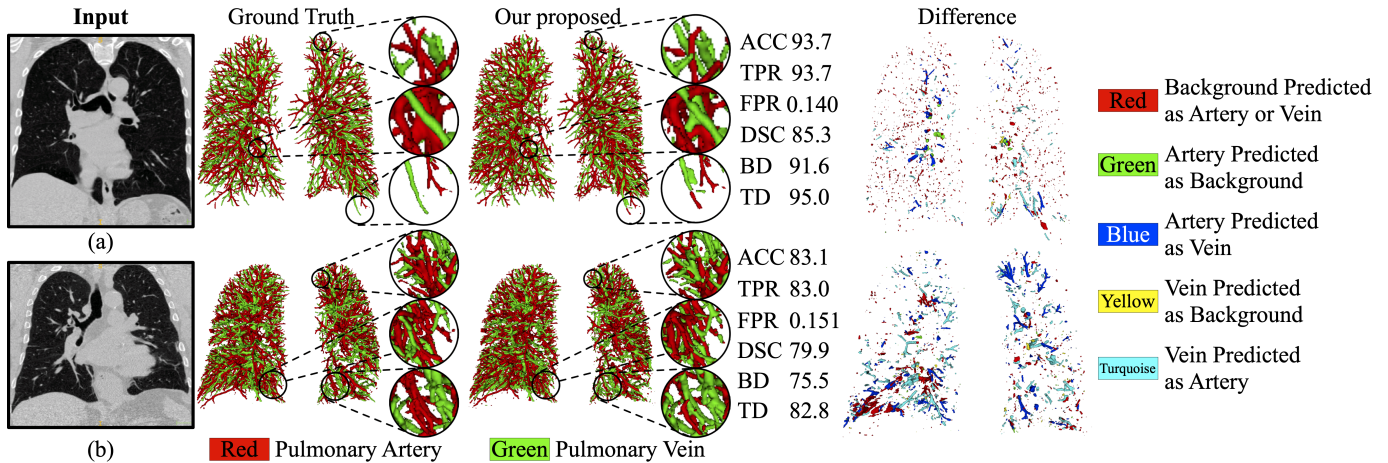 Input
Ground Truth
Our proposed
Difference
ACC 93.7
TPR 93.7
FPR 0.140
DSC 85.3
BD 91.6
TD 95.0
(a)
ACC 83.1
TPR 83.0
FPR 0.151
DSC 79.9
BD 75.5
TD 82.8
(b)
Red Pulmonary Artery
Green Pulmonary Vein
Red Background Predicted
as Artery or Vein
Green Artery Predicted
as Background
Blue Artery Predicted
as Vein
Yellow Vein Predicted
as Background
Turquoise Vein Predicted
as Artery